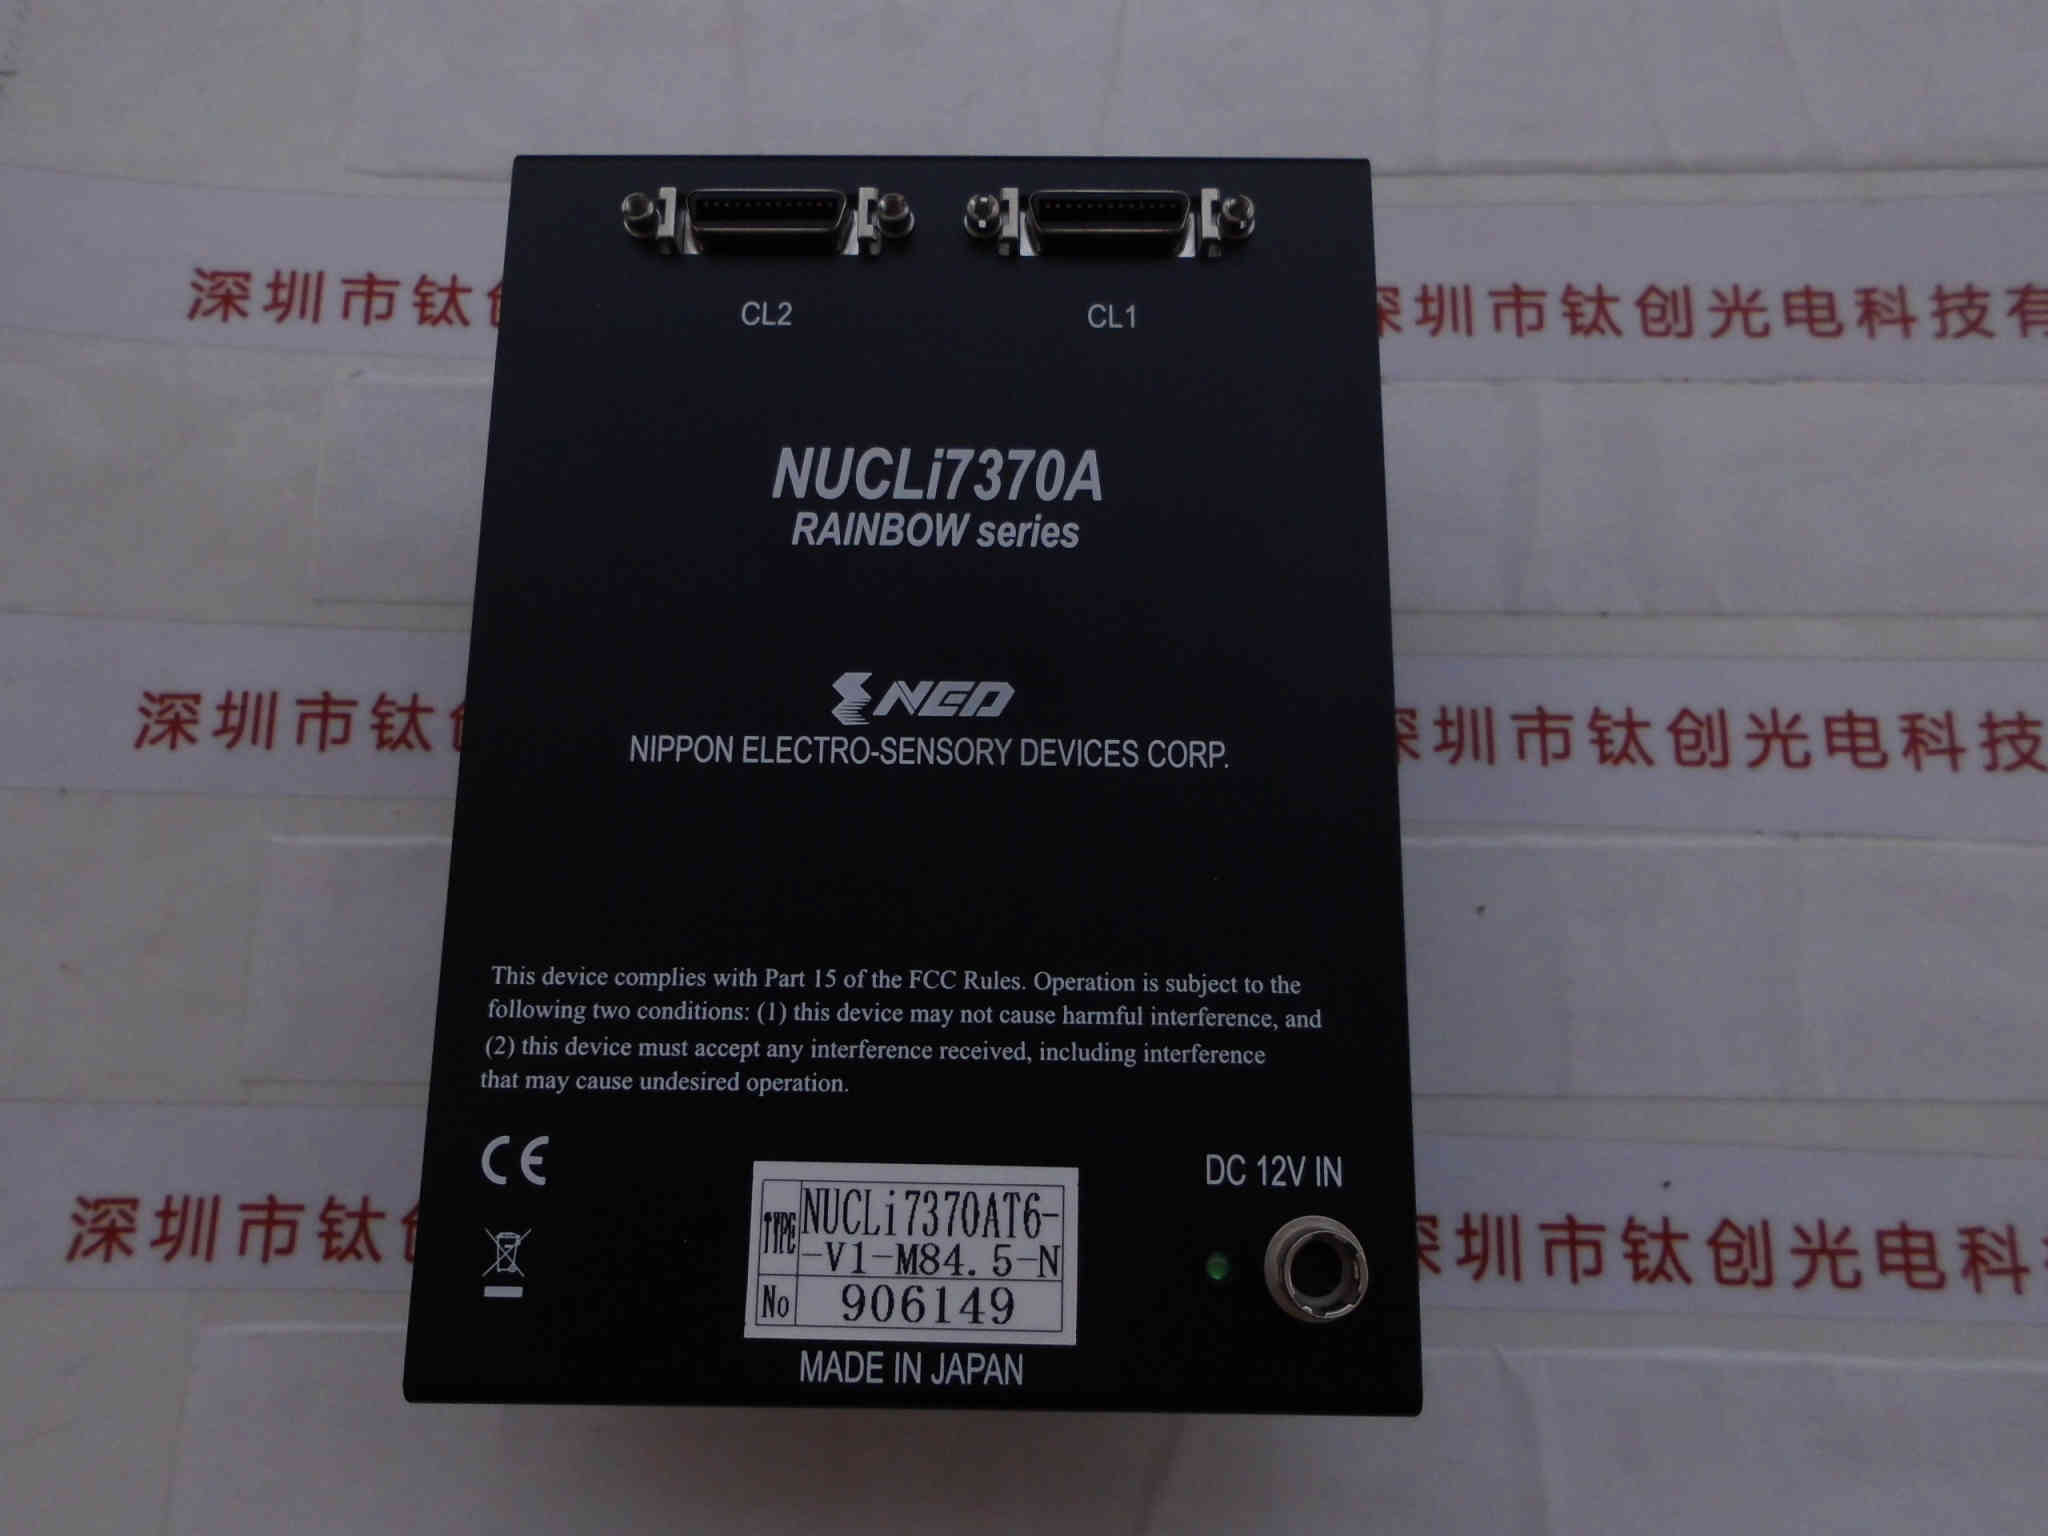 CL2 CL1
深圳市钛
深圳市钛创光电科技有
NUCLi7370A
RAINBOW series
NED
NIPPON ELECTRO-SENSORY DEVICES CORP.
深圳市钛创
深圳市钛创光电科技
This device complies with Part 15 of the FCC Rules. Operation is subject to the
following two conditions: (1) this device may not cause harmful interference, and
(2) this device must accept any interference received, including interference
that may cause undesired operation.
CE
DC 12V IN
深圳市钛
深圳市钛创光电科
TYPE NUCLi7370AT6-
-V1-M84.5-N
No 906149
MADE IN JAPAN